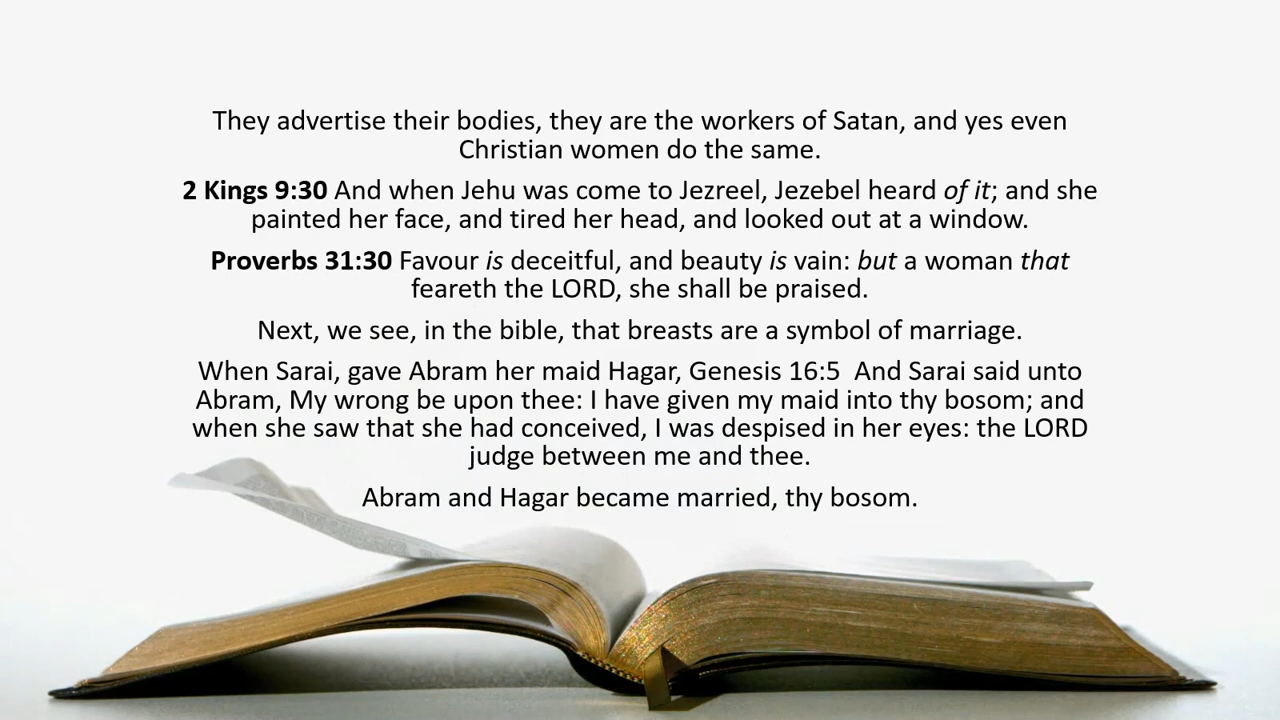 They advertise their bodies, they are the workers of Satan, and yes even
Christian women do the same.
2 Kings 9:30 And when Jehu was come to Jezreel, Jezebel heard of it; and she
painted her face, and tired her head, and looked out at a window.
Proverbs 31:30 Favour is deceitful, and beauty is vain: but a woman that
feareth the LORD, she shall be praised.
Next, we see, in the bible, that breasts are a symbol of marriage.
When Sarai, gave Abram her maid Hagar, Genesis 16:5  And Sarai said unto
Abram, My wrong be upon thee: I have given my maid into thy bosom; and
when she saw that she had conceived, I was despised in her eyes: the LORD
judge between me and thee.
Abram and Hagar became married, thy bosom.